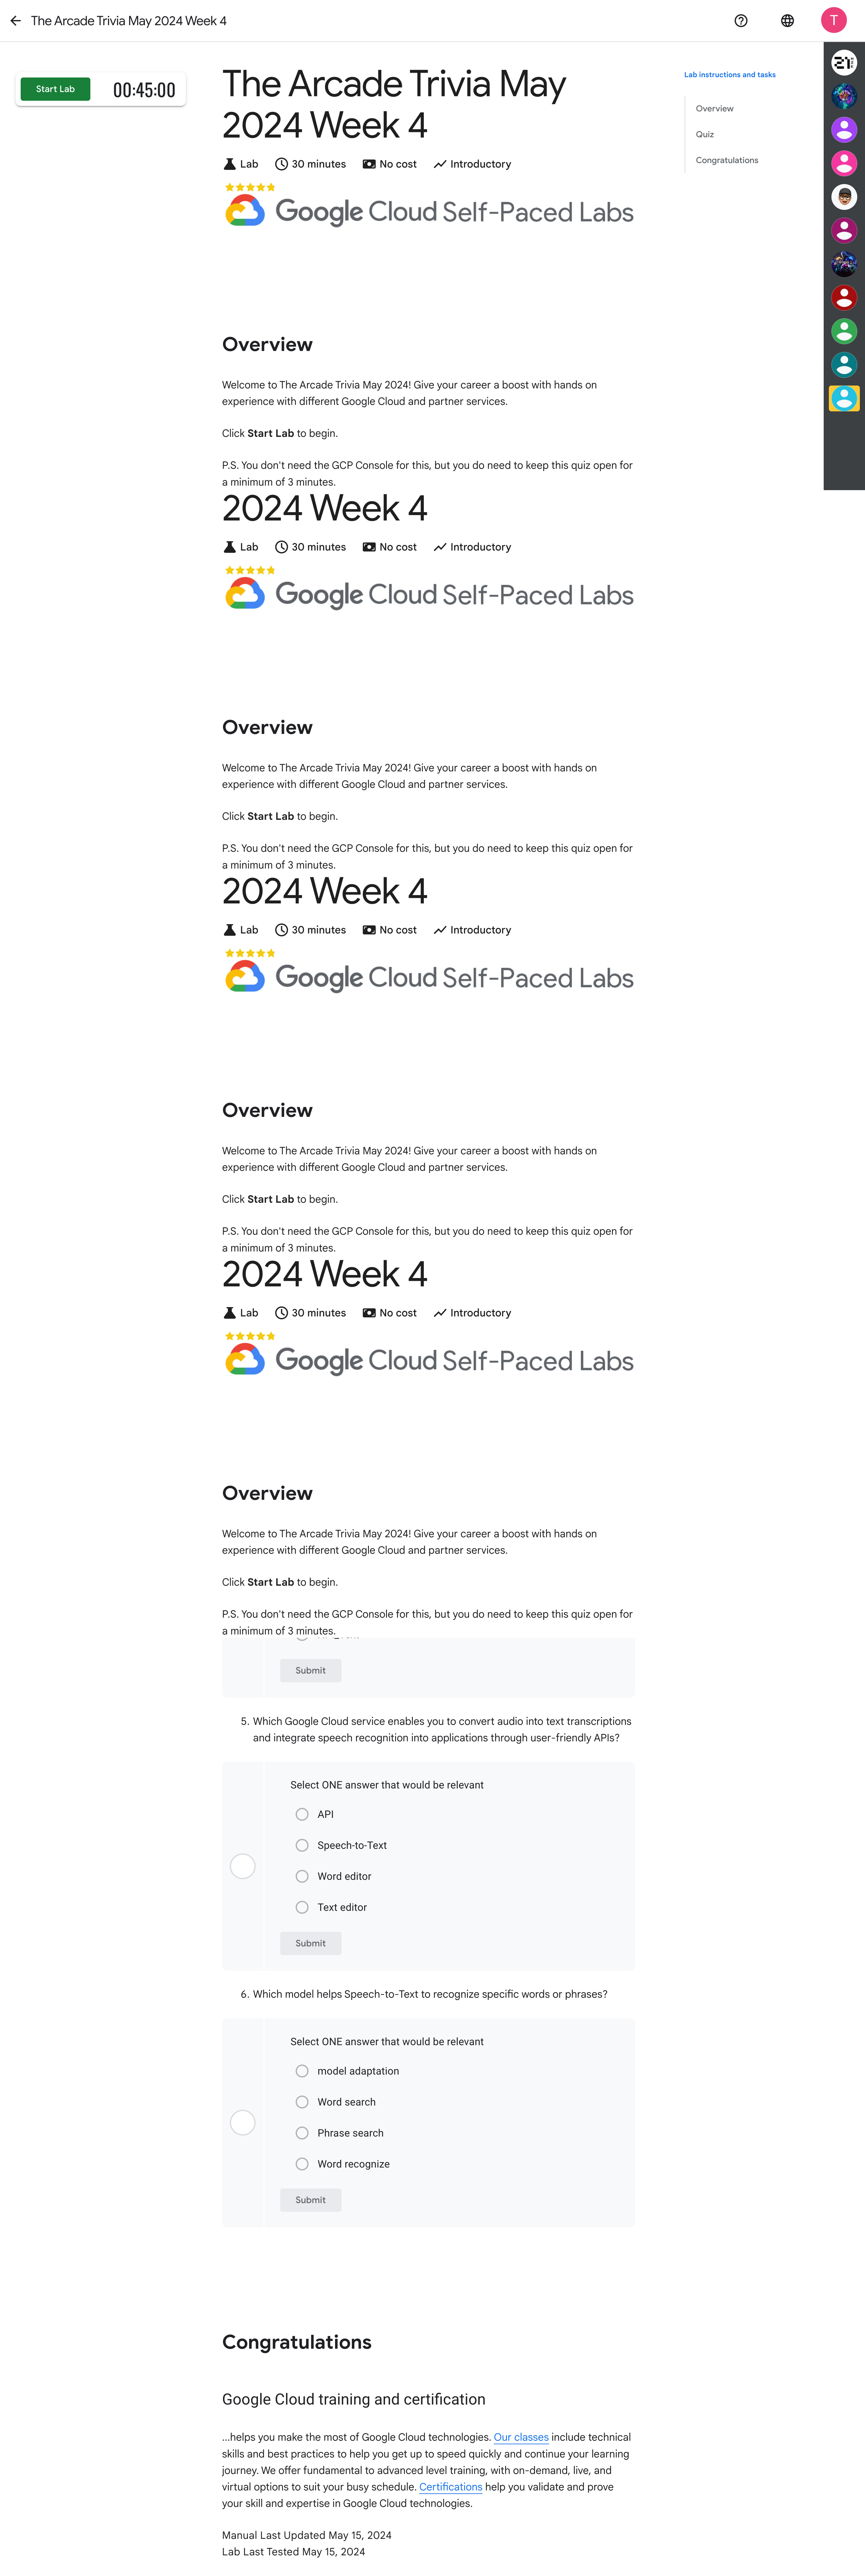 The Arcade Trivia May 2024 Week 4
T
Start Lab
00:45:00
The Arcade Trivia May
2024 Week 4
Lab 30 minutes No cost Introductory
Google Cloud Self-Paced Labs
Lab instructions and tasks
Overview
Quiz
Congratulations
Overview
Welcome to The Arcade Trivia May 2024! Give your career a boost with hands on
experience with different Google Cloud and partner services.
Click Start Lab to begin.
P.S. You don't need the GCP Console for this, but you do need to keep this quiz open for
a minimum of 3 minutes.
2024 Week 4
Lab 30 minutes No cost Introductory
Google Cloud Self-Paced Labs
Overview
Welcome to The Arcade Trivia May 2024! Give your career a boost with hands on
experience with different Google Cloud and partner services.
Click Start Lab to begin.
P.S. You don't need the GCP Console for this, but you do need to keep this quiz open for
a minimum of 3 minutes.
2024 Week 4
Lab 30 minutes No cost Introductory
Google Cloud Self-Paced Labs
Overview
Welcome to The Arcade Trivia May 2024! Give your career a boost with hands on
experience with different Google Cloud and partner services.
Click Start Lab to begin.
P.S. You don't need the GCP Console for this, but you do need to keep this quiz open for
a minimum of 3 minutes.
2024 Week 4
Lab 30 minutes No cost Introductory
Google Cloud Self-Paced Labs
Overview
Welcome to The Arcade Trivia May 2024! Give your career a boost with hands on
experience with different Google Cloud and partner services.
Click Start Lab to begin.
P.S. You don't need the GCP Console for this, but you do need to keep this quiz open for
a minimum of 3 minutes.
Submit
5. Which Google Cloud service enables you to convert audio into text transcriptions
and integrate speech recognition into applications through user-friendly APIs?
Select ONE answer that would be relevant
API
Speech-to-Text
Word editor
Text editor
Submit
6. Which model helps Speech-to-Text to recognize specific words or phrases?
Select ONE answer that would be relevant
model adaptation
Word search
Phrase search
Word recognize
Submit
Congratulations
Google Cloud training and certification
...helps you make the most of Google Cloud technologies. Our classes include technical
skills and best practices to help you get up to speed quickly and continue your learning
journey. We offer fundamental to advanced level training, with on-demand, live, and
virtual options to suit your busy schedule. Certifications help you validate and prove
your skill and expertise in Google Cloud technologies.
Manual Last Updated May 15, 2024
Lab Last Tested May 15, 2024